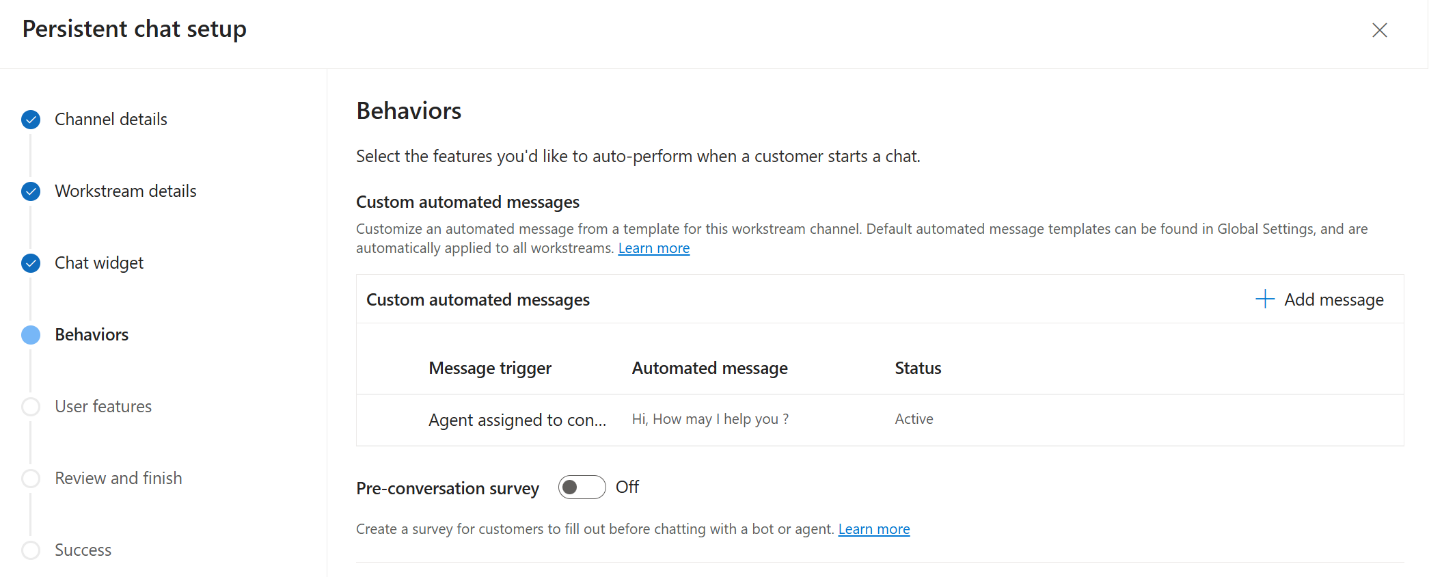 Persistent chat setup
Channel details
Workstream details
Chat widget
Behaviors
User features
Review and finish
Success
Behaviors
Select the features you'd like to auto-perform when a customer starts a chat.
Custom automated messages
Customize an automated message from a template for this workstream channel. Default automated message templates can be found in Global Settings, and are
automatically applied to all workstreams. Learn more
Custom automated messages
Add message
Message trigger Automated message Status
Agent assigned to con... Hi, How may I help you ? Active
Pre-conversation survey Off
Create a survey for customers to fill out before chatting with a bot or agent. Learn more